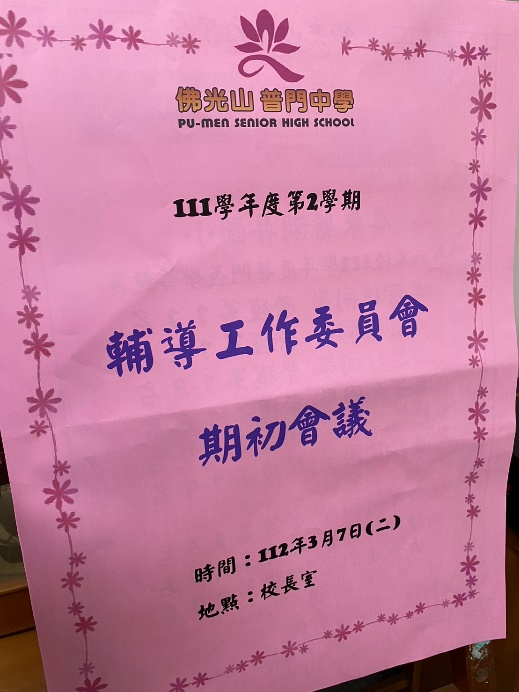 佛光山 普門中學
PU-MEN SENIOR HIGH SCHOOL
111學年度第2學期
輔導工作委員會
期初會議
時間：112年3月7日(二)
地點：校長室